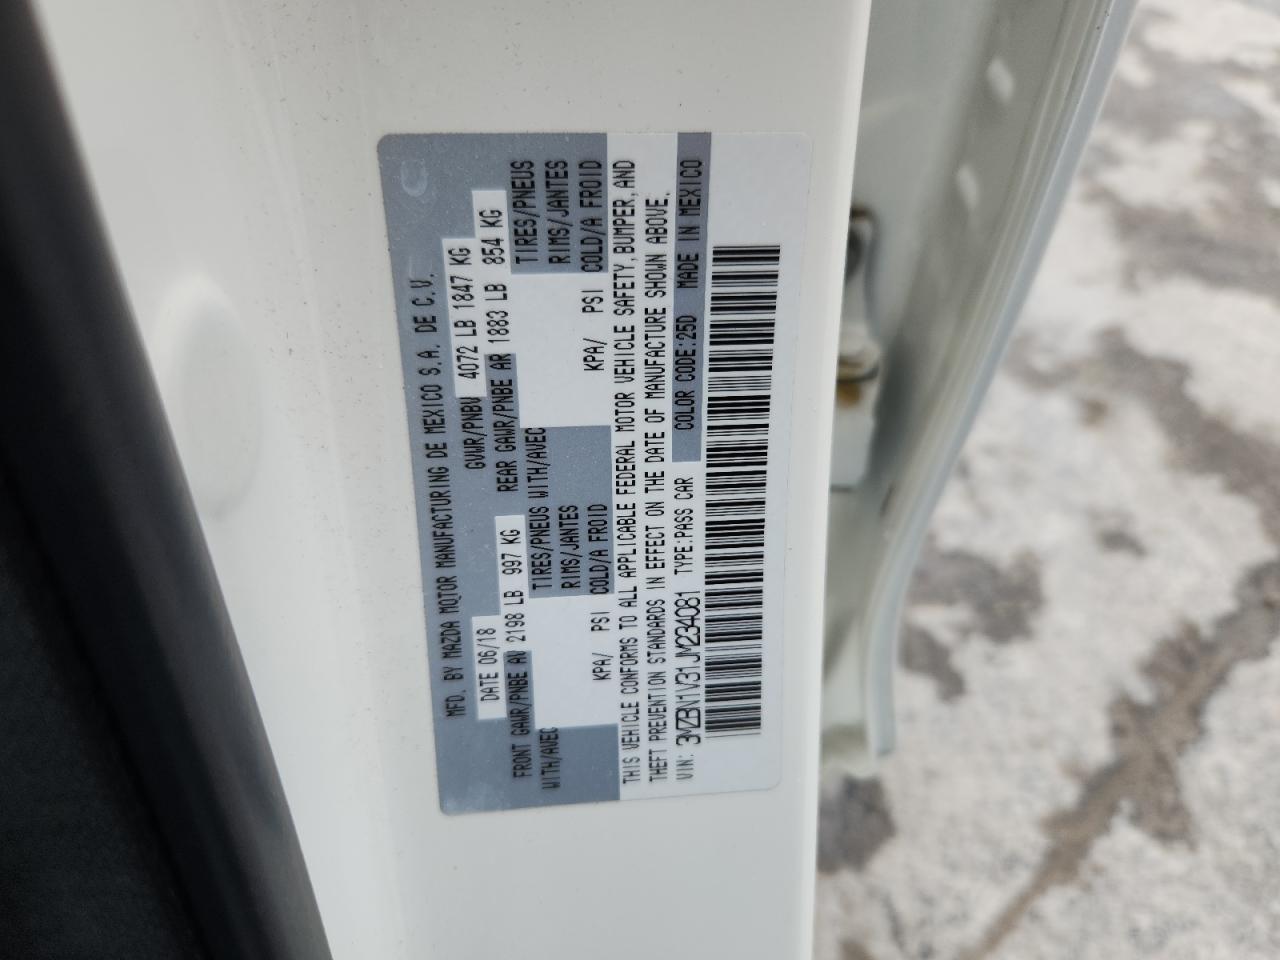 MFD. BY MAZDA MOTOR MANUFACTURING DE MEXICO S.A. DE C.V.
DATE 06/18 GVWR/PNBV 4072 LB 1847 KG
FRONT GAWR/PNBE AV 2198 LB 997 KG REAR GAWR/PNBE AR 1883 LB 854 KG
WITH/AVEC TIRES/PNEUS WITH/AVEC TIRES/PNEUS
RIMS/JANTES RIMS/JANTES
KPA/ PSI COLD/A FROID KPA/ PSI COLD/A FROID
THIS VEHICLE CONFORMS TO ALL APPLICABLE FEDERAL MOTOR VEHICLE SAFETY, BUMPER, AND
THEFT PREVENTION STANDARDS IN EFFECT ON THE DATE OF MANUFACTURE SHOWN ABOVE.
VIN: 3MZBN1V31JM234081 TYPE:PASS CAR COLOR CODE:25D MADE IN MEXICO